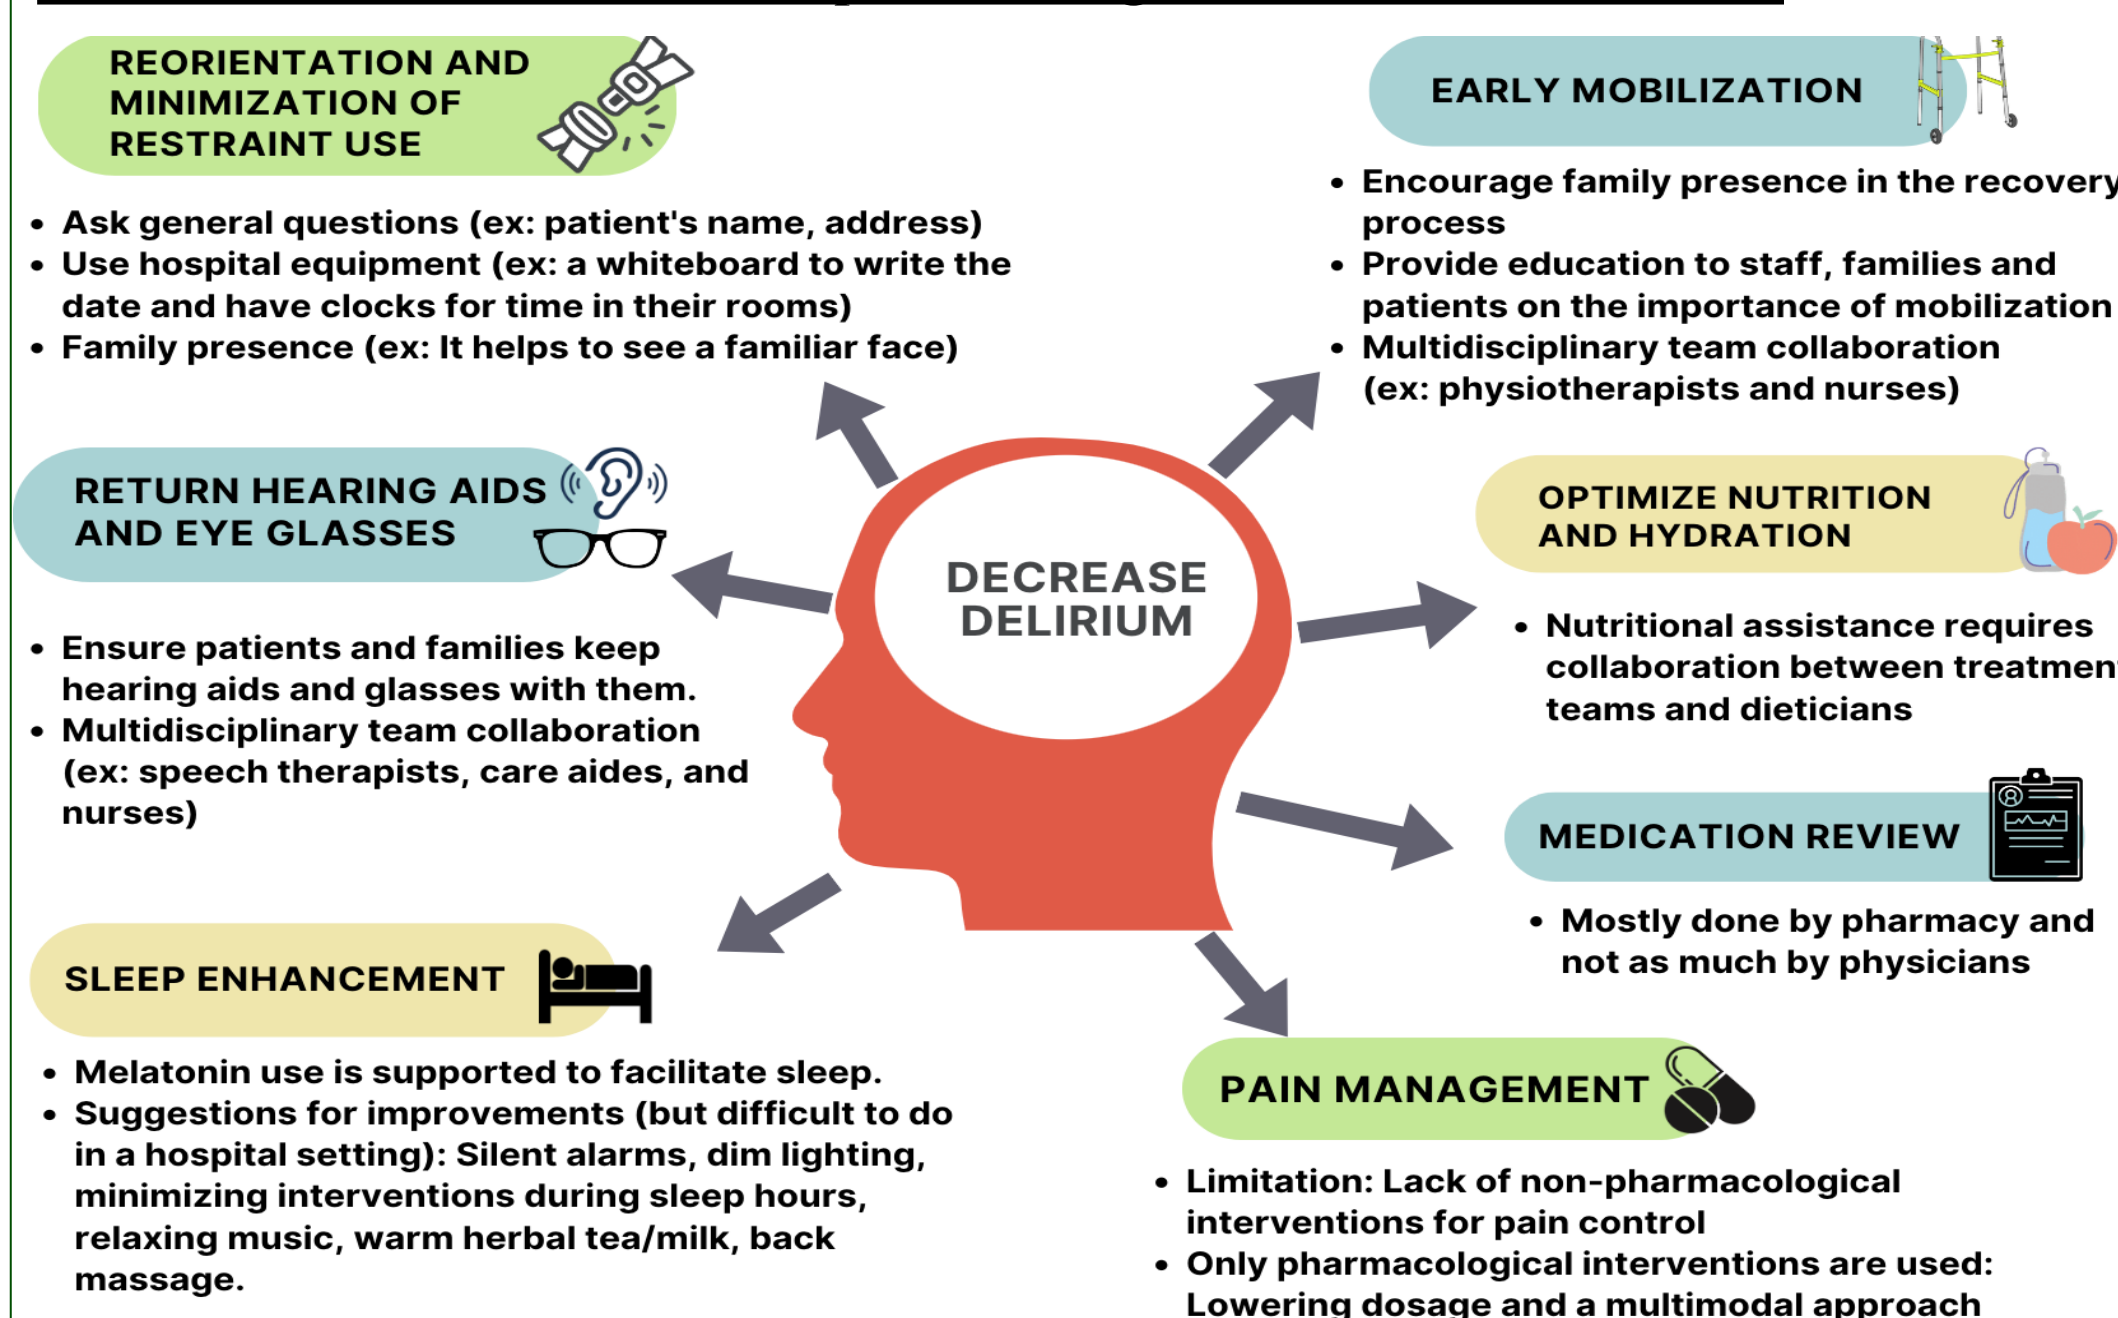 REORIENTATION AND
MINIMIZATION OF
RESTRAINT USE
• Ask general questions (ex: patient's name, address)
• Use hospital equipment (ex: a whiteboard to write the
date and have clocks for time in their rooms)
• Family presence (ex: It helps to see a familiar face)
RETURN HEARING AIDS
AND EYE GLASSES
• Ensure patients and families keep
hearing aids and glasses with them.
• Multidisciplinary team collaboration
(ex: speech therapists, care aides, and
nurses)
SLEEP ENHANCEMENT
• Melatonin use is supported to facilitate sleep.
• Suggestions for improvements (but difficult to do
in a hospital setting): Silent alarms, dim lighting,
minimizing interventions during sleep hours,
relaxing music, warm herbal tea/milk, back
massage.
DECREASE
DELIRIUM
EARLY MOBILIZATION
• Encourage family presence in the recovery
process
• Provide education to staff, families and
patients on the importance of mobilization
• Multidisciplinary team collaboration
(ex: physiotherapists and nurses)
OPTIMIZE NUTRITION
AND HYDRATION
• Nutritional assistance requires
collaboration between treatmen
teams and dieticians
MEDICATION REVIEW
• Mostly done by pharmacy and
not as much by physicians
PAIN MANAGEMENT
• Limitation: Lack of non-pharmacological
interventions for pain control
• Only pharmacological interventions are used:
Lowering dosage and a multimodal approach